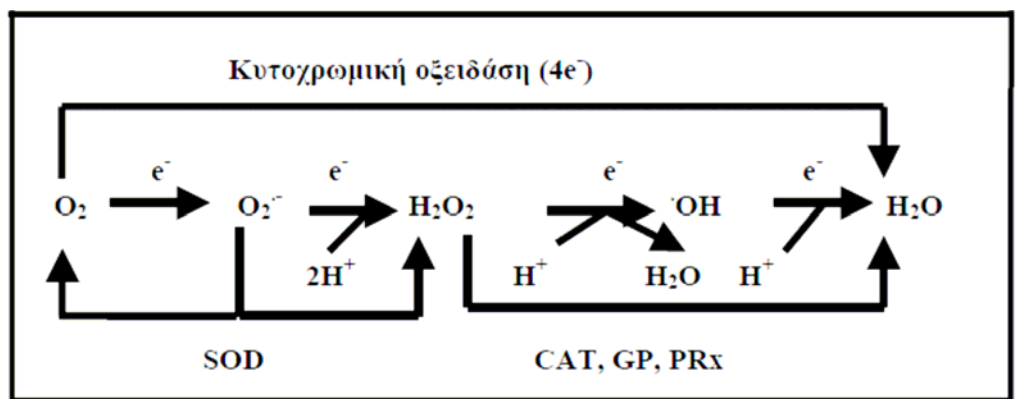 Κυτοχρωμική οξειδάση (4e⁻)
e⁻ e⁻ e⁻ e⁻
O₂ O₂·⁻ H₂O₂ ·OH H₂O
2H⁺ H⁺ H₂O H⁺
SOD CAT, GP, PRx